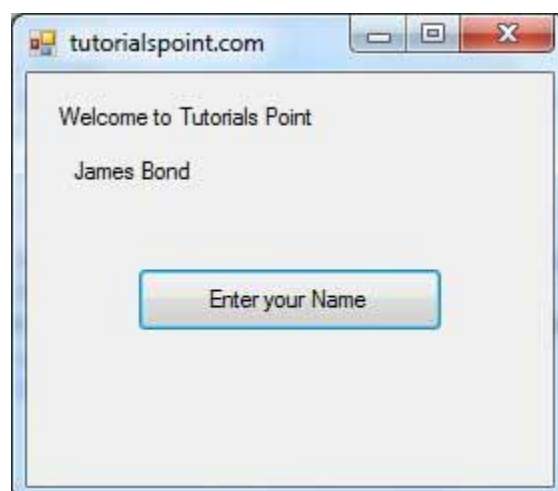 tutorialspoint.com
Welcome to Tutorials Point
James Bond
Enter your Name